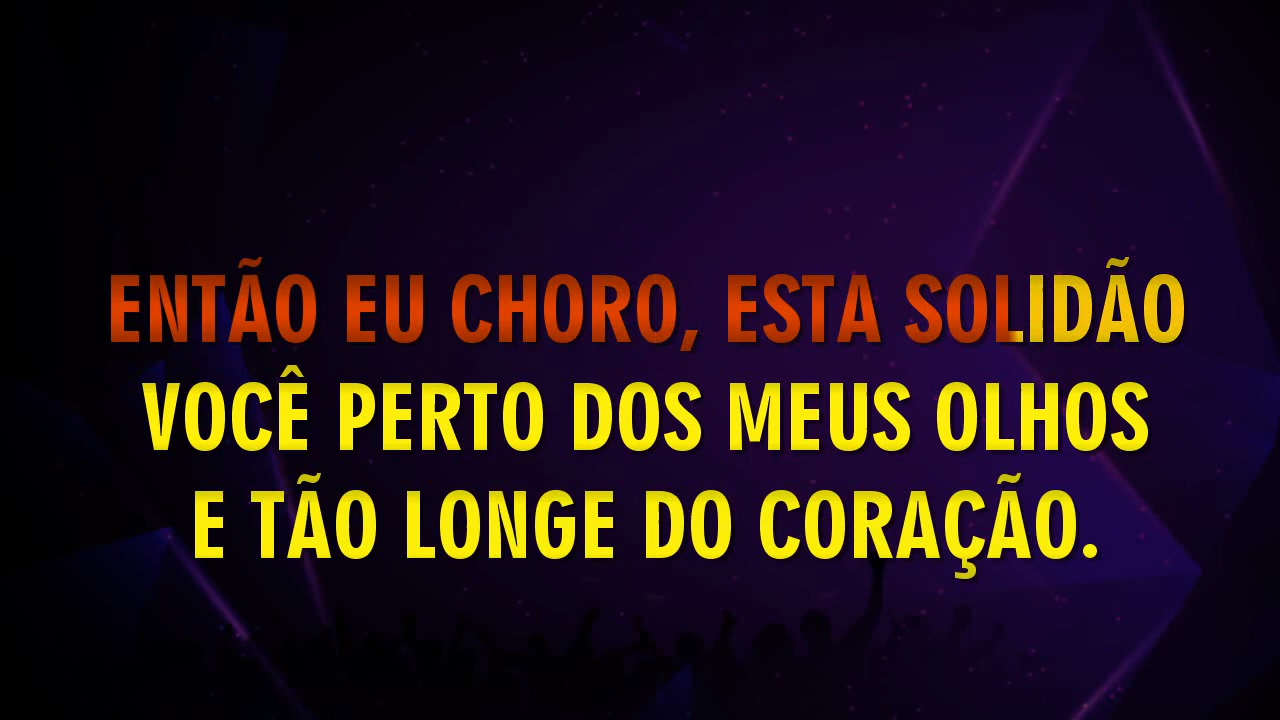 ENTÃO EU CHORO, ESTA SOLIDÃO
VOCÊ PERTO DOS MEUS OLHOS
E TÃO LONGE DO CORAÇÃO.